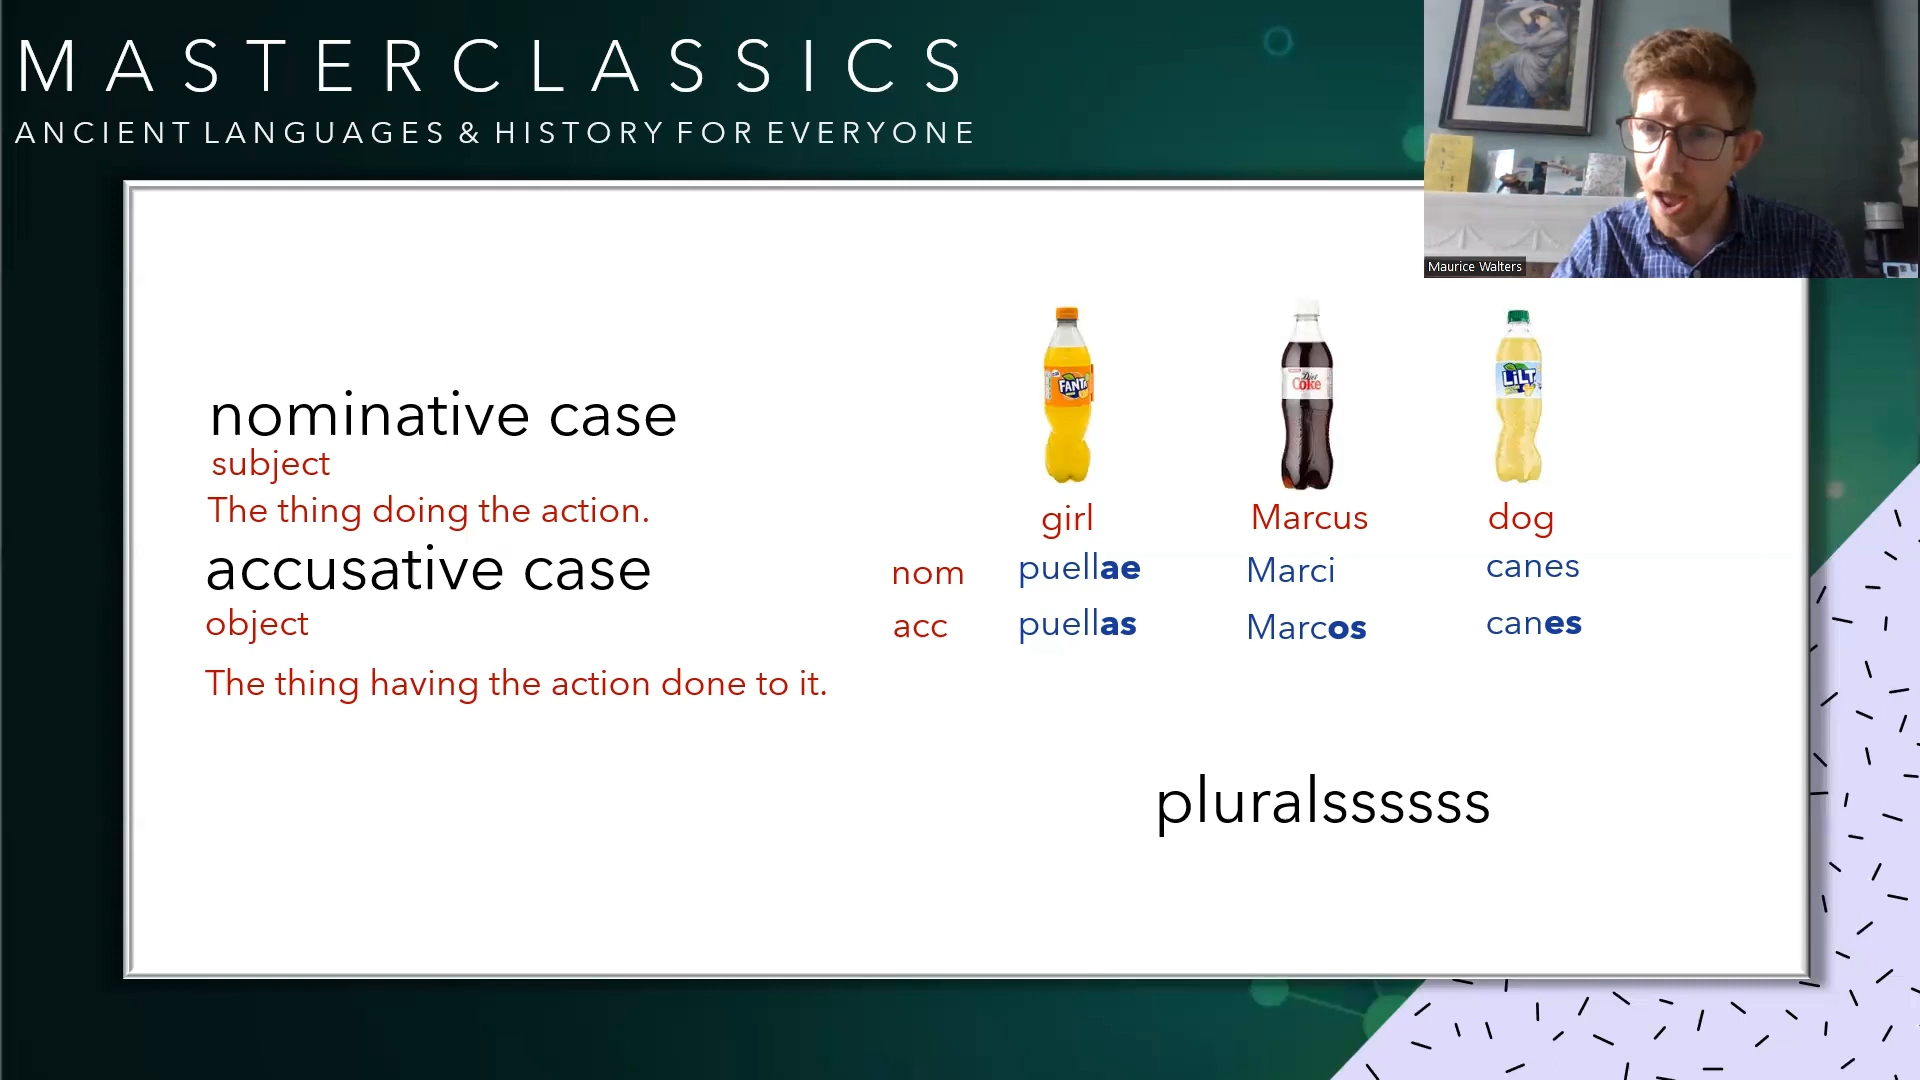 MASTERCLASSICS
ANCIENT LANGUAGES & HISTORY FOR EVERYONE
Maurice Walters
nominative case
subject
The thing doing the action.
accusative case
object
The thing having the action done to it.
FANTA
Diet
Coke
LiLT
girl Marcus dog
nom puellae Marci canes
acc puellas Marcos canes
pluralssssss